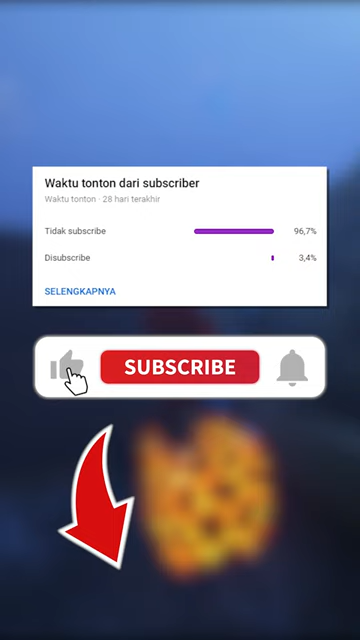 Waktu tonton dari subscriber
Waktu tonton · 28 hari terakhir
Tidak subscribe 96,7%
Disubscribe 3,4%
SELENGKAPNYA
SUBSCRIBE